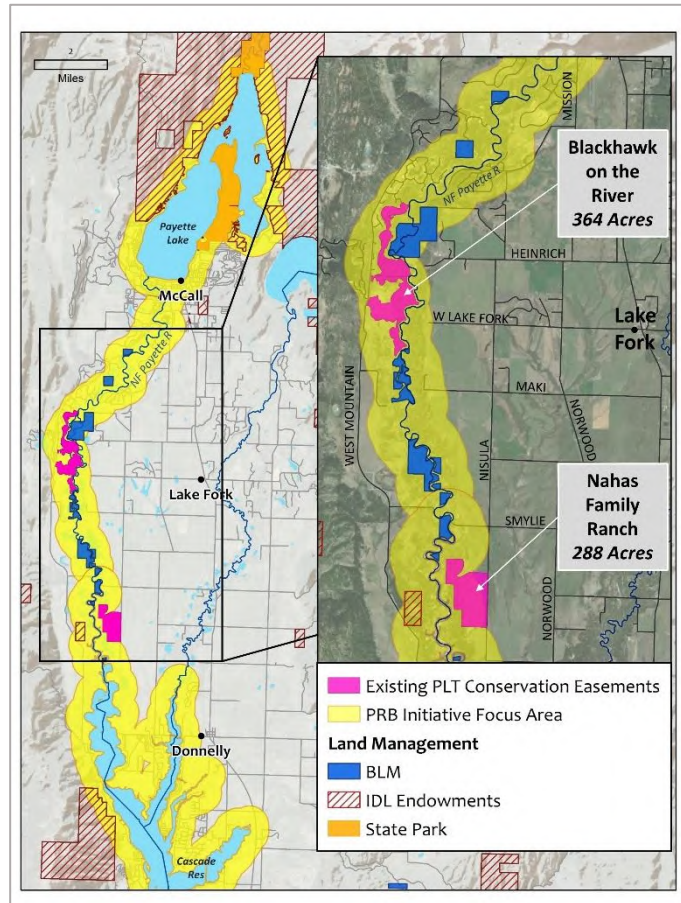 2
Miles
Payette
Lake
McCall
NF Payette R
Lake Fork
Donnelly
Cascade
Res
MISSION
Blackhawk
on the
River
364 Acres
NF Payette R
HEINRICH
W LAKE FORK
Lake
Fork
MAKI
WEST MOUNTAIN
NISULA
NORWOOD
SMYLIE
Nahas
Family
Ranch
288 Acres
NORWOOD
Existing PLT Conservation Easements
PRB Initiative Focus Area
Land Management
BLM
IDL Endowments
State Park